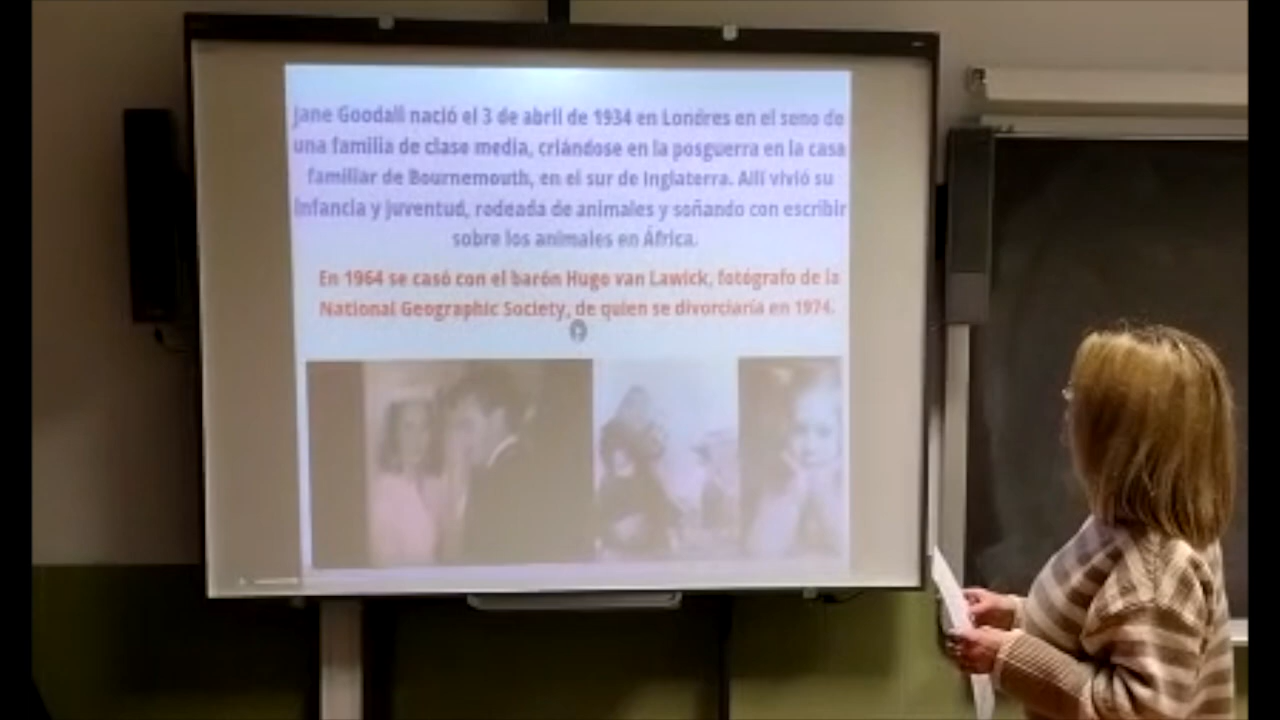 Jane Goodall nació el 3 de abril de 1934 en Londres en el seno de
una familia de clase media, criándose en la posguerra en la casa
familiar de Bournemouth, en el sur de Inglaterra. Allí vivió su
infancia y juventud, rodeada de animales y soñando con escribir
sobre los animales en África.
En 1964 se casó con el barón Hugo van Lawick, fotógrafo de la
National Geographic Society, de quien se divorciaría en 1974.